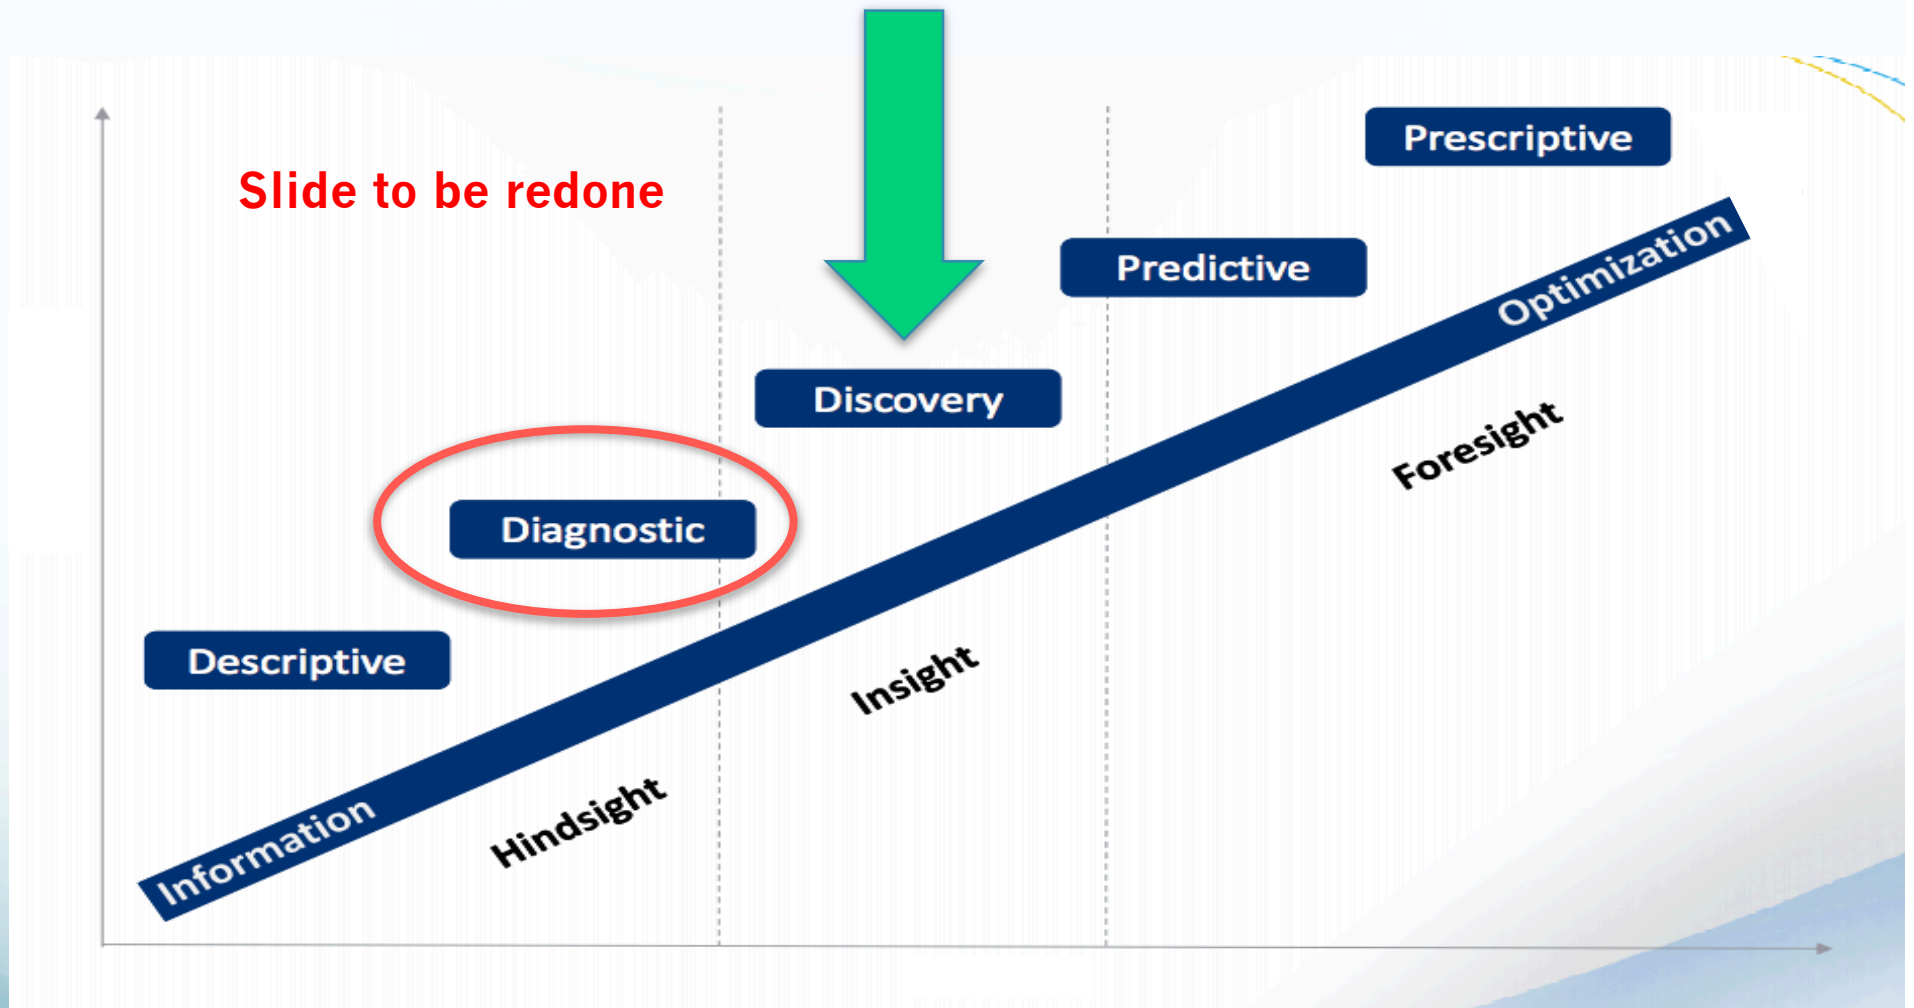 Slide to be redone
Prescriptive
Predictive
Discovery
Diagnostic
Descriptive
Optimization
Information
Foresight
Insight
Hindsight